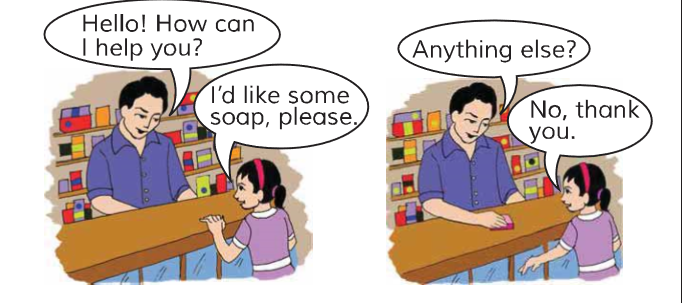 Hello! How can
I help you?
I'd like some
soap, please.
Anything else?
No, thank
you.